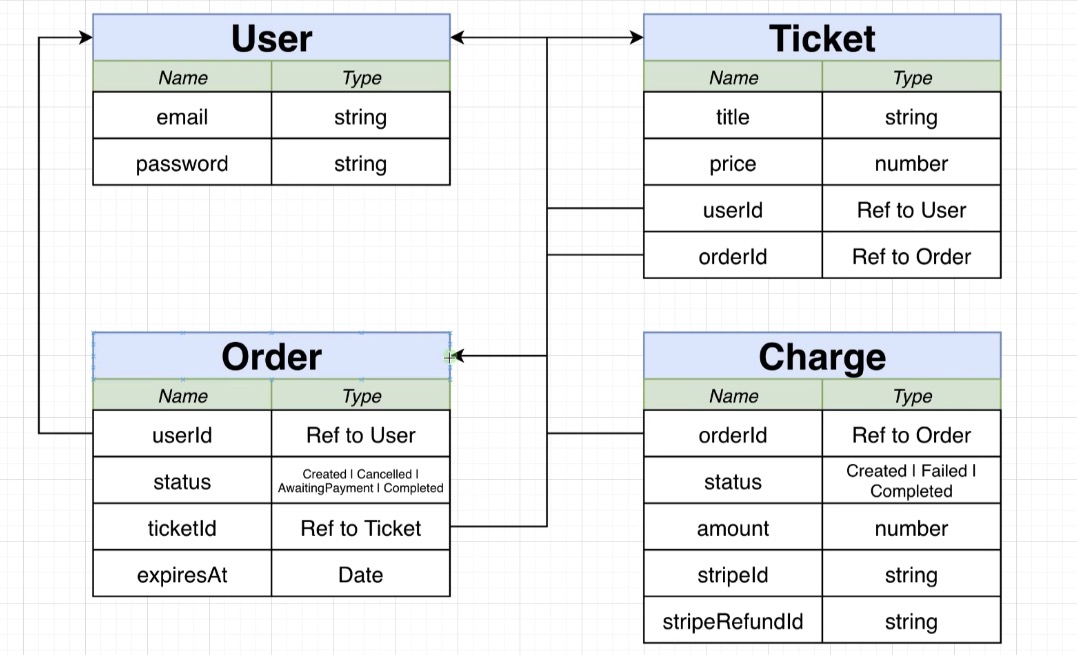 User
Name Type
email string
password string
Ticket
Name Type
title string
price number
userId Ref to User
orderId Ref to Order
Order
Name Type
userId Ref to User
status Created | Cancelled |
AwaitingPayment | Completed
ticketId Ref to Ticket
expiresAt Date
Charge
Name Type
orderId Ref to Order
status Created | Failed |
Completed
amount number
stripeId string
stripeRefundId string